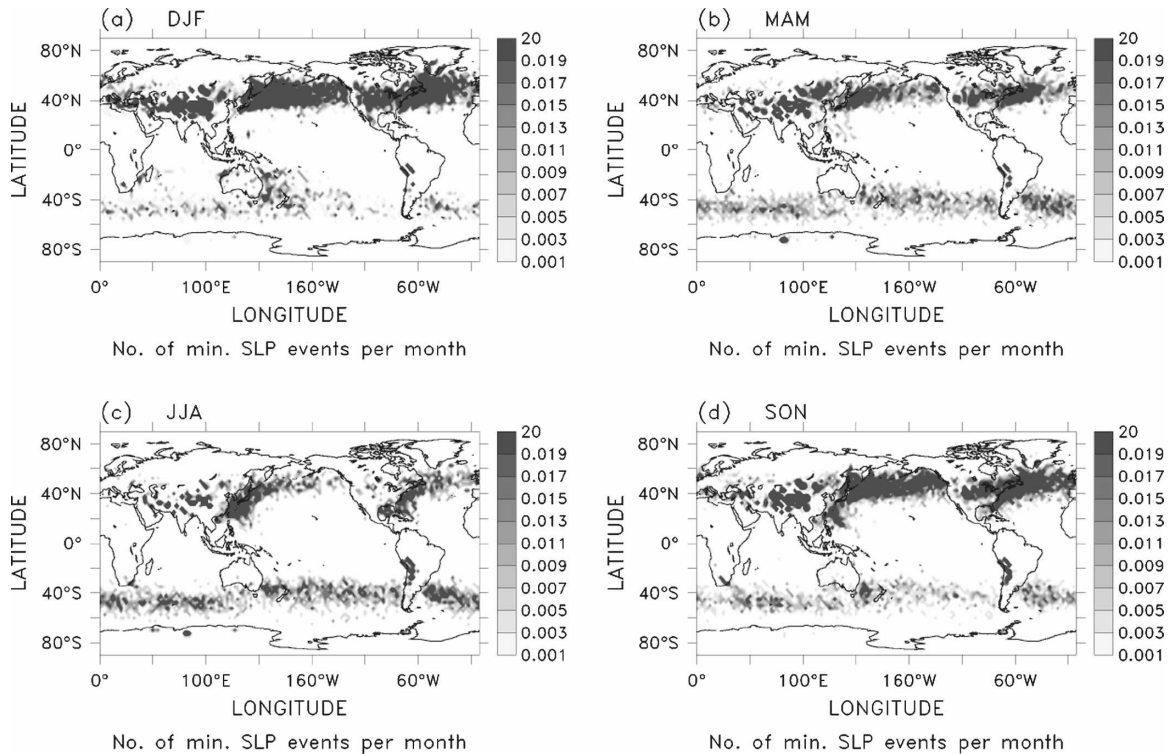 (a) DJF
80°N
40°N
0°
40°S
80°S
LATITUDE
0° 100°E 160°W 60°W
LONGITUDE
20
0.019
0.017
0.015
0.013
0.011
0.009
0.007
0.005
0.003
0.001
No. of min. SLP events per month
(b) MAM
80°N
40°N
0°
40°S
80°S
LATITUDE
0° 100°E 160°W 60°W
LONGITUDE
20
0.019
0.017
0.015
0.013
0.011
0.009
0.007
0.005
0.003
0.001
No. of min. SLP events per month
(c) JJA
80°N
40°N
0°
40°S
80°S
LATITUDE
0° 100°E 160°W 60°W
LONGITUDE
20
0.019
0.017
0.015
0.013
0.011
0.009
0.007
0.005
0.003
0.001
No. of min. SLP events per month
(d) SON
80°N
40°N
0°
40°S
80°S
LATITUDE
0° 100°E 160°W 60°W
LONGITUDE
20
0.019
0.017
0.015
0.013
0.011
0.009
0.007
0.005
0.003
0.001
No. of min. SLP events per month